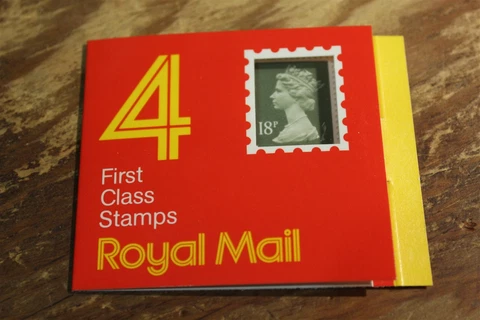 4
18P
First
Class
Stamps
Royal Mail